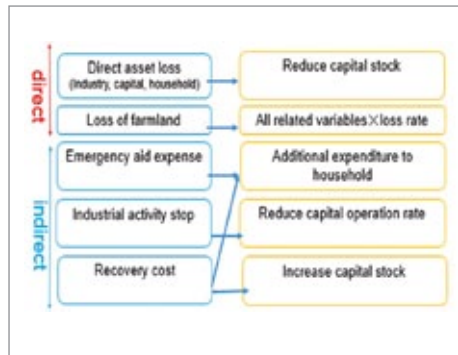 direct
Direct asset loss
(Industry, capital, household)
Reduce capital stock
Loss of farmland
All related variables×loss rate
indirect
Emergency aid expense
Additional expenditure to
household
Industrial activity stop
Reduce capital operation rate
Recovery cost
Increase capital stock